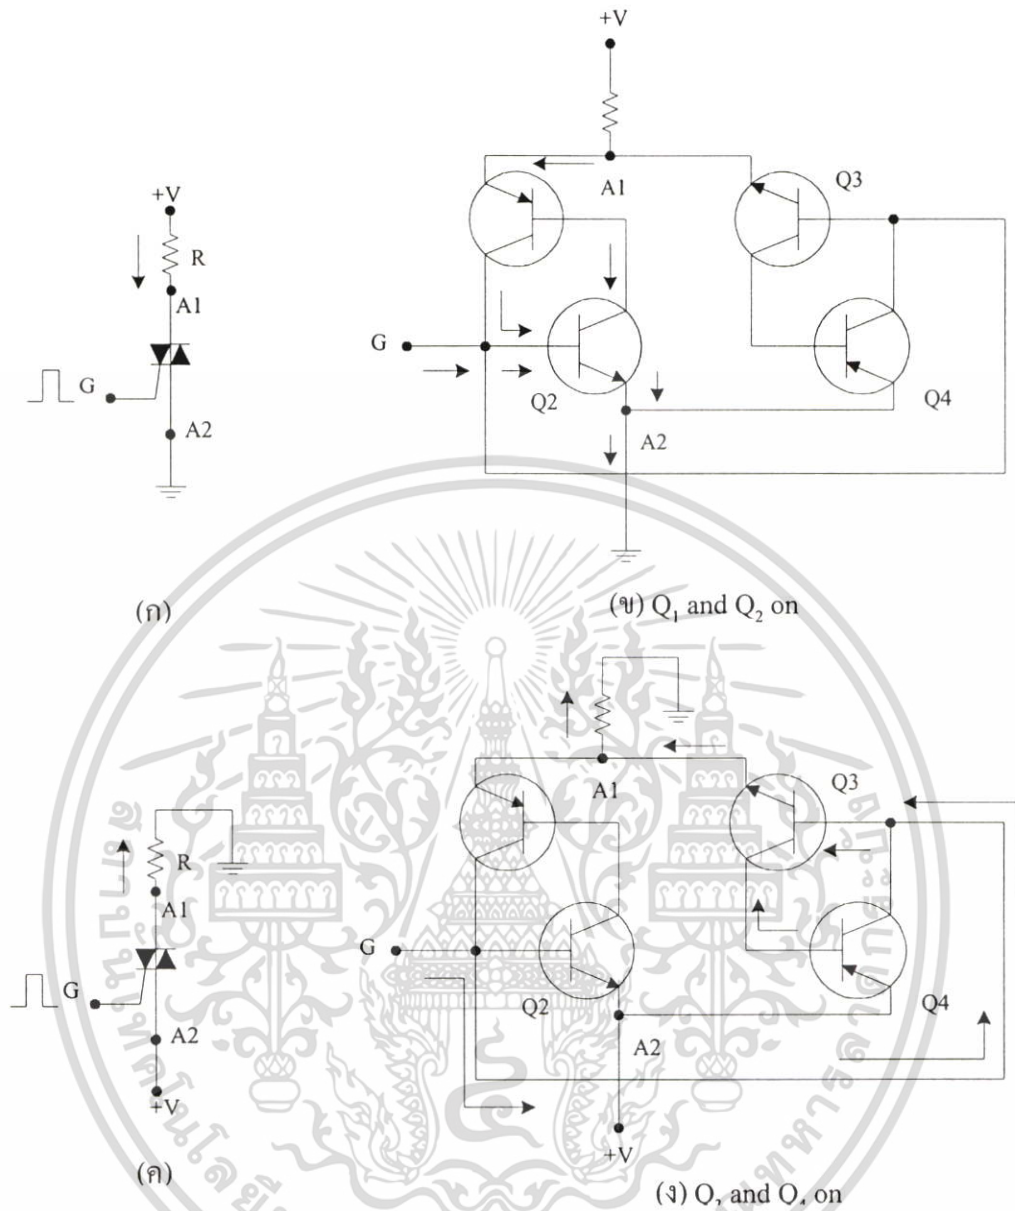 +V
R
A1
G
A2
(ก)
+V
A1
Q3
G
Q2
A2
Q4
(ข) Q1 and Q2 on
R
A1
G
A2
+V
(ค)
A1
Q3
G
Q2
A2
Q4
+V
(ง) Q3 and Q4 on